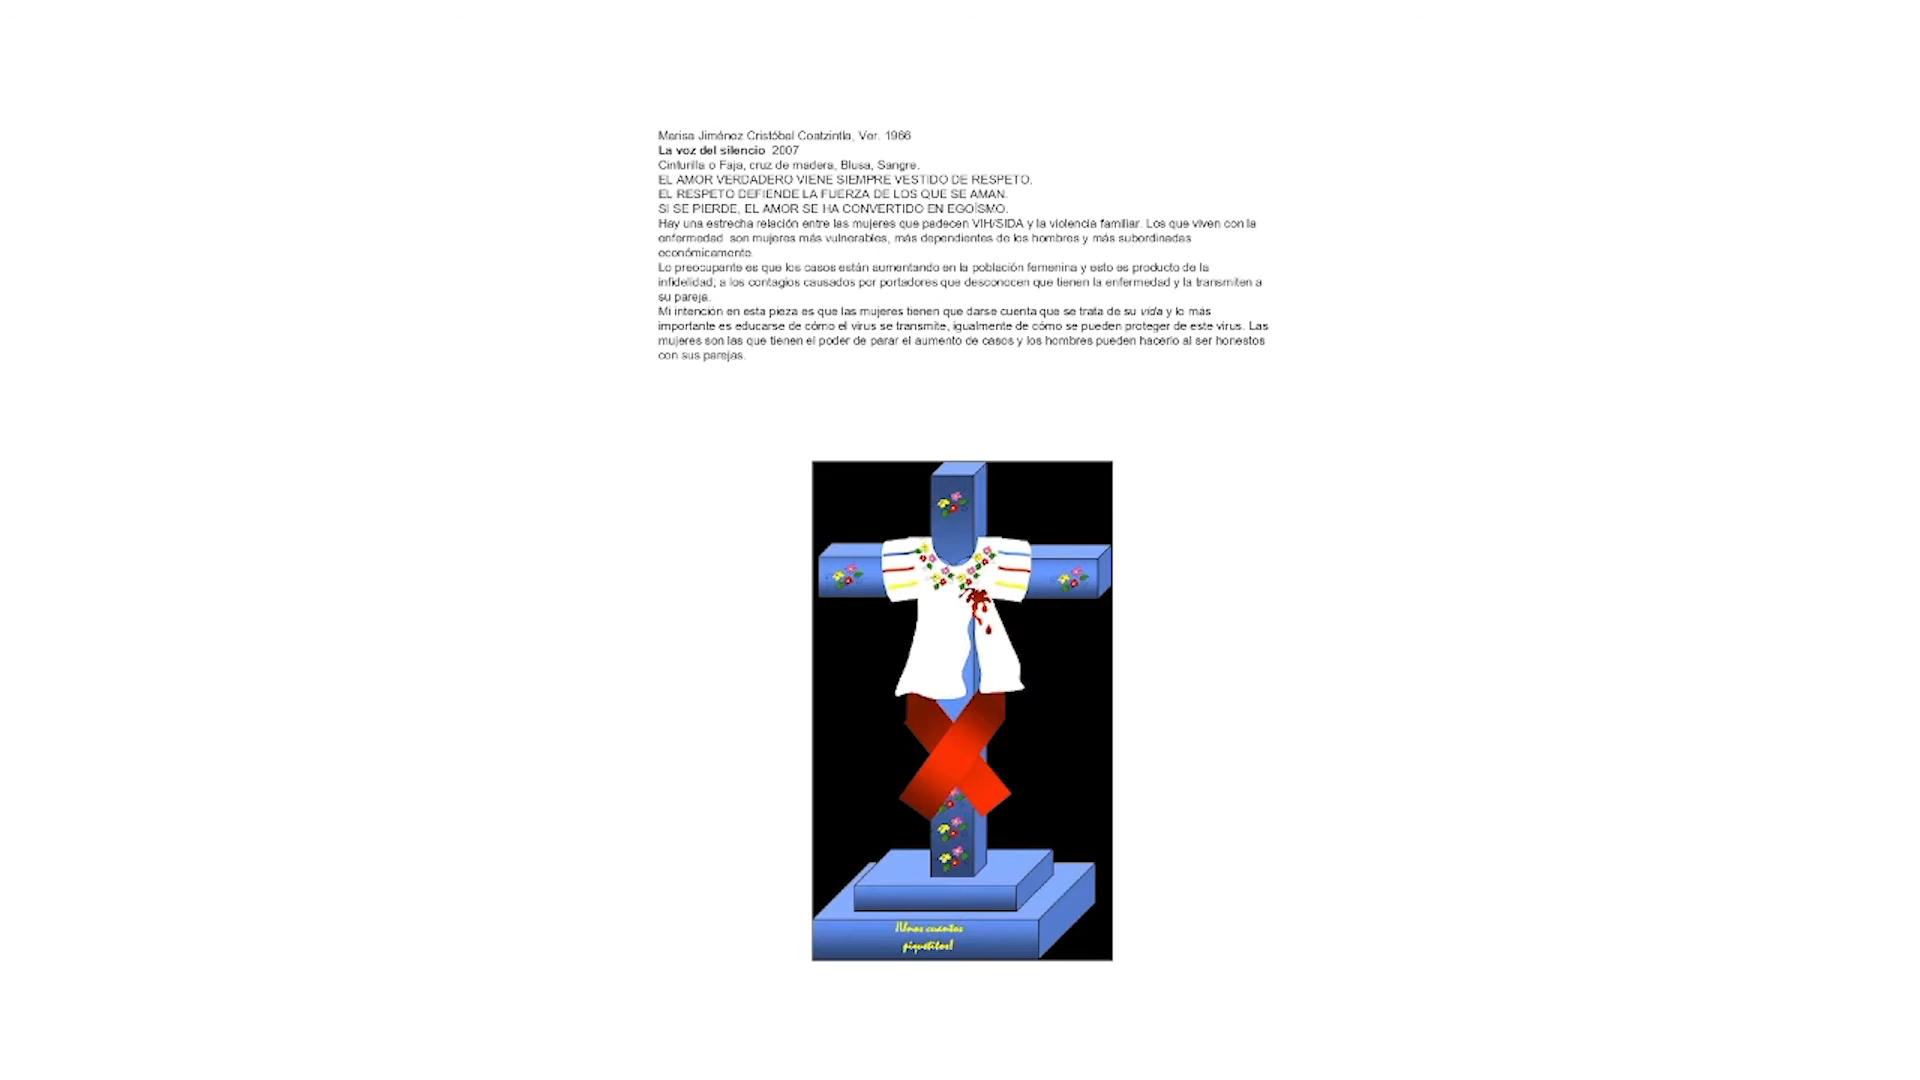 Marisa Jiménez Cristóbal Coatzintla, Ver. 1966
La voz del silencio 2007
Cinturilla o Faja, cruz de madera, Blusa, Sangre.
EL AMOR VERDADERO VIENE SIEMPRE VESTIDO DE RESPETO.
EL RESPETO DEFIENDE LA FUERZA DE LOS QUE SE AMAN.
SI SE PIERDE, EL AMOR SE HA CONVERTIDO EN EGOÍSMO.
Hay una estrecha relación entre las mujeres que padecen VIH/SIDA y la violencia familiar. Los que viven con la
enfermedad son mujeres más vulnerables, más dependientes de los hombres y más subordinadas
económicamente.
Lo preocupante es que los casos están aumentando en la población femenina y esto es producto de la
infidelidad; a los contagios causados por portadores que desconocen que tienen la enfermedad y la transmiten a
su pareja.
Mi intención en esta pieza es que las mujeres tienen que darse cuenta que se trata de su vida y lo más
importante es educarse de cómo el virus se transmite, igualmente de cómo se pueden proteger de este virus. Las
mujeres son las que tienen el poder de parar el aumento de casos y los hombres pueden hacerlo al ser honestos
con sus parejas.
¡Unos cuantos
piquetitos!